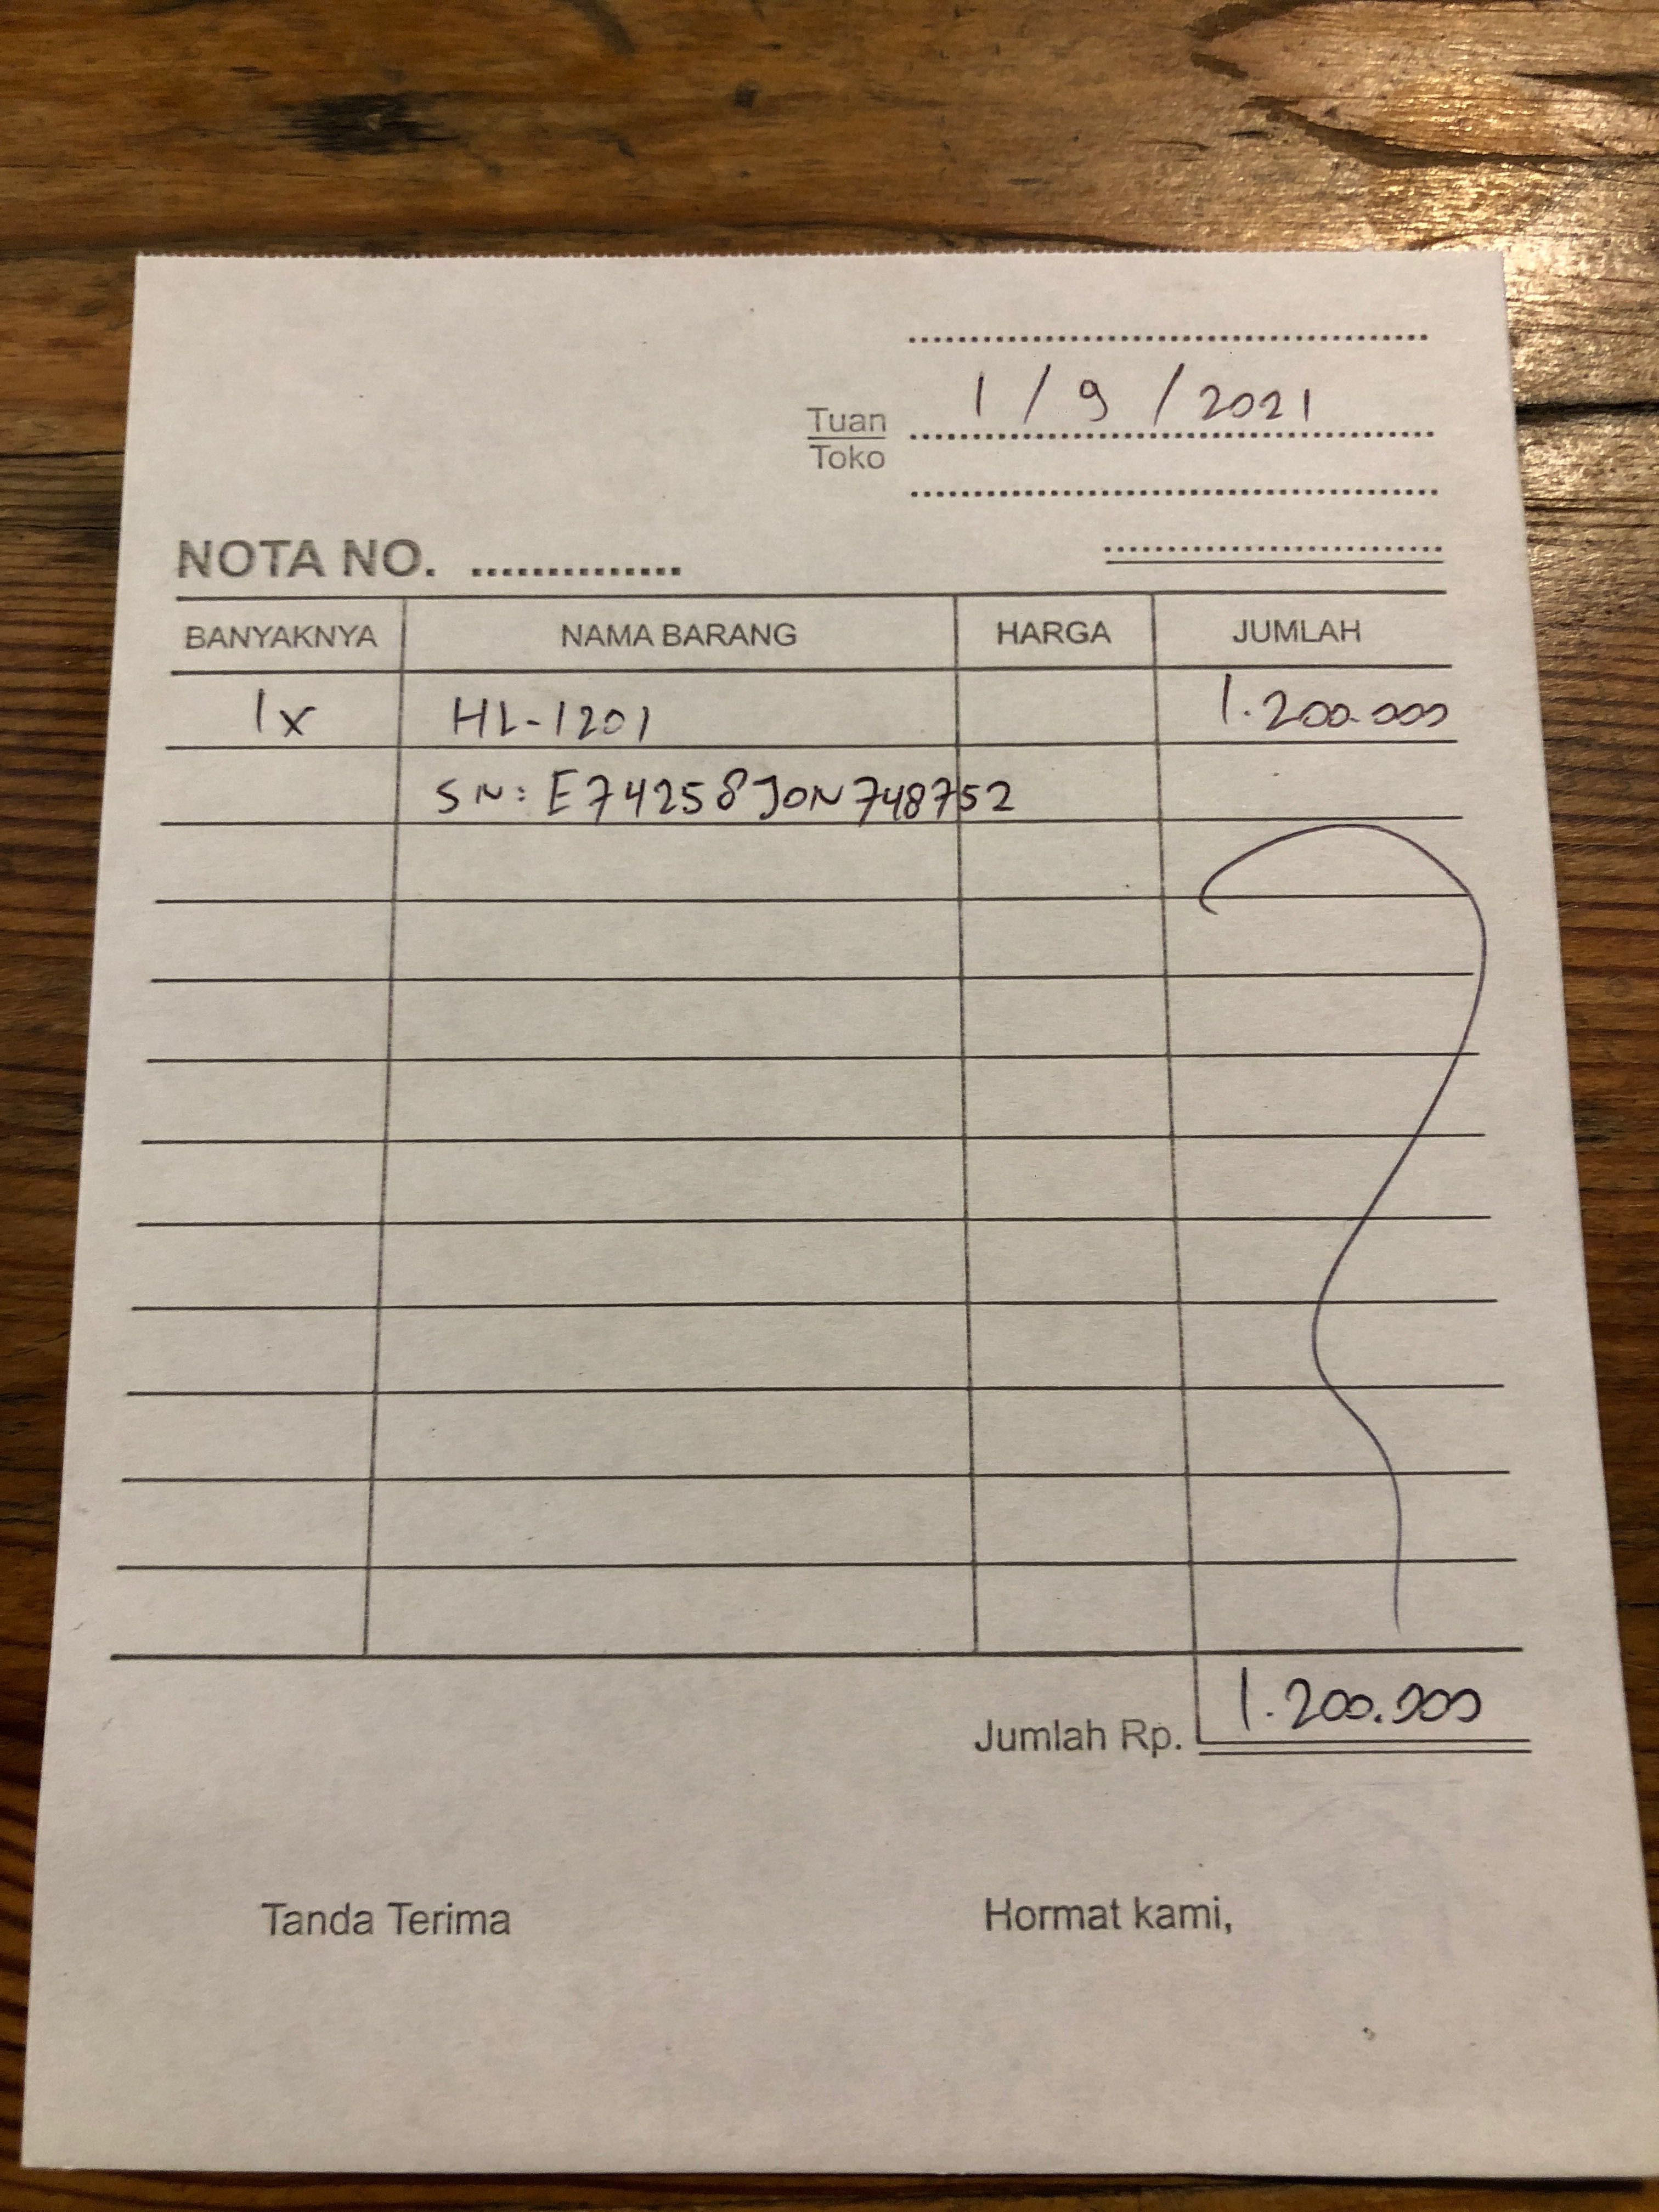 1/9/2021
Tuan
Toko
NOTA NO.
BANYAKNYA NAMA BARANG HARGA JUMLAH
1x HL-1201 1.200.000
SN: E74258J0N748752
Jumlah Rp. 1.200.000
Tanda Terima Hormat kami,